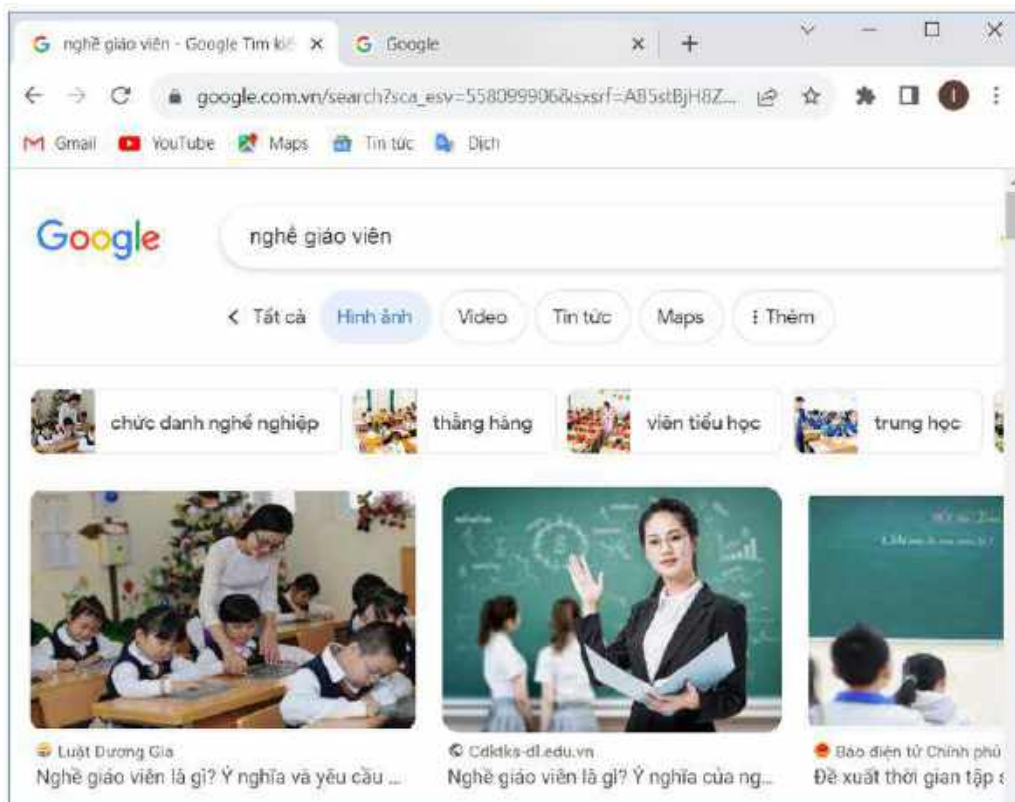 nghề giáo viên - Google Tìm kiế
Google
google.com.vn/search?sca_esv=558099906&sxsrf=AB5stBjH8Z...
Gmail YouTube Maps Tin tức Dịch
Google
nghề giáo viên
Tất cả Hình ảnh Video Tin tức Maps Thêm
chức danh nghề nghiệp thăng hàng viên tiểu học trung học
Luật Dương Gia
Nghề giáo viên là gì? Ý nghĩa và yêu cầu ...
Cdktks-dl.edu.vn
Nghề giáo viên là gì? Ý nghĩa của ng...
Báo điện tử Chính phủ
Đề xuất thời gian tập s